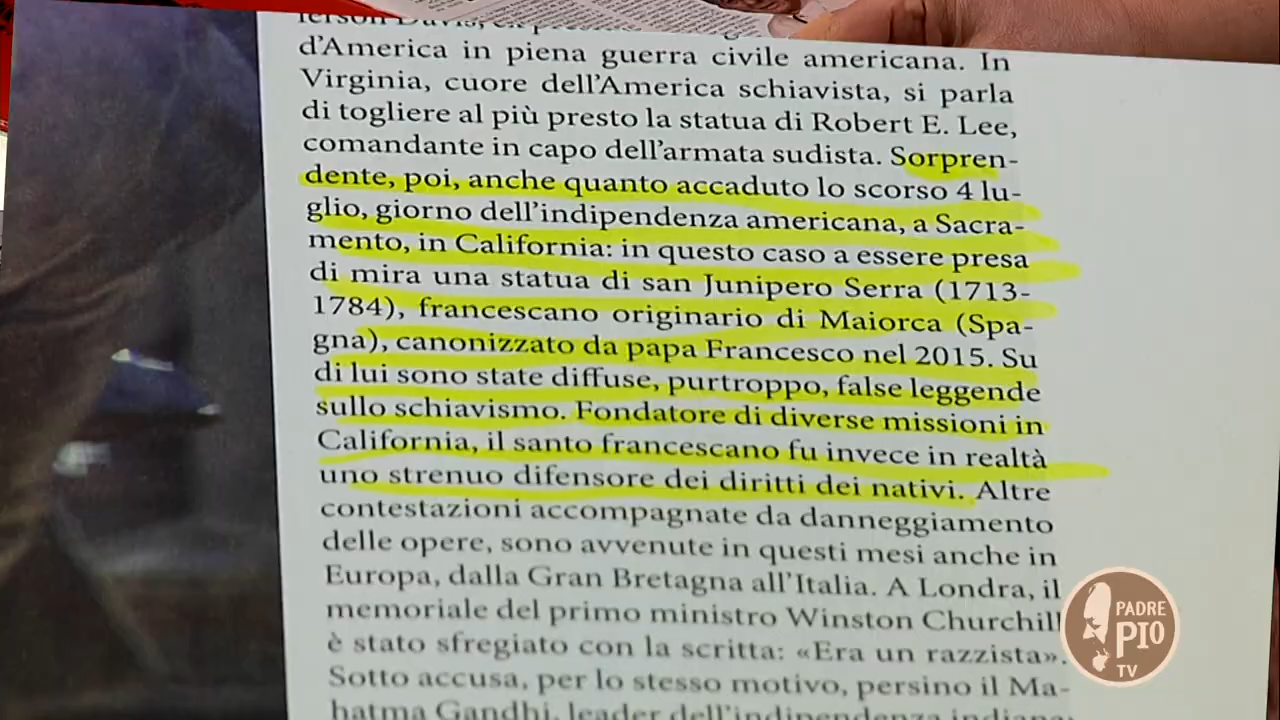 d'America in piena guerra civile americana. In
Virginia, cuore dell'America schiavista, si parla
di togliere al più presto la statua di Robert E. Lee,
comandante in capo dell'armata sudista. Sorpren-
dente, poi, anche quanto accaduto lo scorso 4 lu-
glio, giorno dell'indipendenza americana, a Sacra-
mento, in California: in questo caso a essere presa
di mira una statua di san Junipero Serra (1713-
1784), francescano originario di Maiorca (Spa-
gna), canonizzato da papa Francesco nel 2015. Su
di lui sono state diffuse, purtroppo, false leggende
sullo schiavismo. Fondatore di diverse missioni in
California, il santo francescano fu invece in realtà
uno strenuo difensore dei diritti dei nativi. Altre
contestazioni accompagnate da danneggiamento
delle opere, sono avvenute in questi mesi anche in
Europa, dalla Gran Bretagna all'Italia. A Londra, il
memoriale del primo ministro Winston Churchill
è stato sfregiato con la scritta: «Era un razzista».
Sotto accusa, per lo stesso motivo, persino il Ma-
hatma Gandhi, leader dell'indipendenza indiana
PADRE
PIO
TV